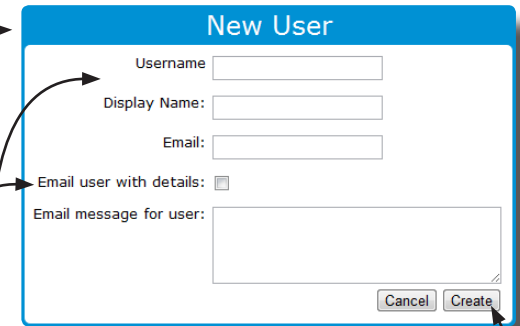 New User
Username
Display Name:
Email:
Email user with details:
Email message for user:
Cancel Create